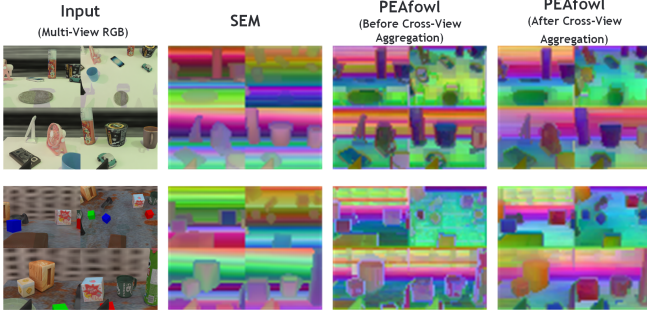 Input
(Multi-View RGB)
SEM
PEAfowl
(Before Cross-View
Aggregation)
PEAfowl
(After Cross-View
Aggregation)